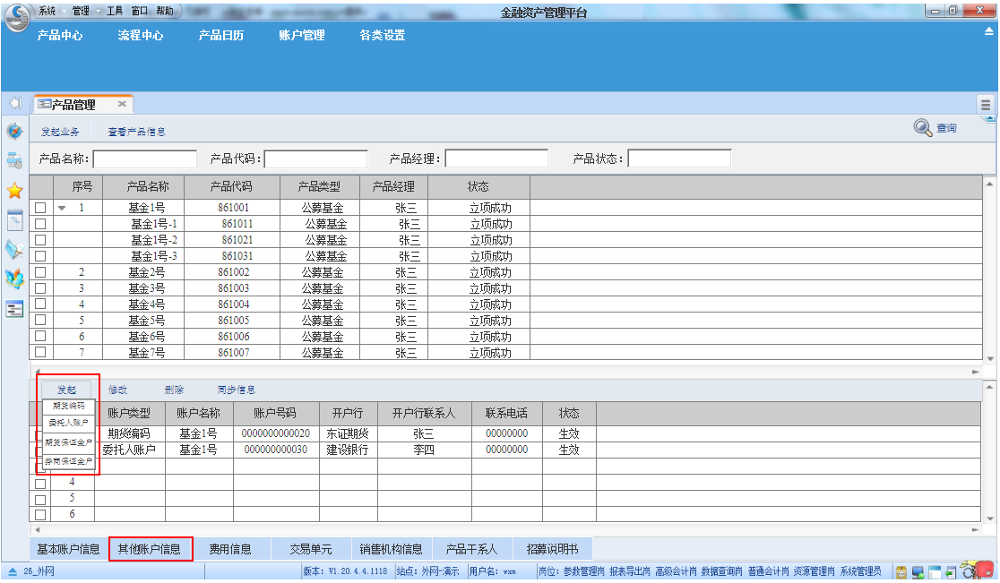 系统 管理 工具 窗口 帮助 金融资产管理平台
产品中心 流程中心 产品日历 账户管理 各类设置
产品管理
发起业务 查看产品信息 查询
产品名称: 产品代码: 产品经理: 产品状态:
序号 产品名称 产品代码 产品类型 产品经理 状态
1 基金1号 861001 公募基金 张三 立项成功
基金1号-1 861011 公募基金 张三 立项成功
基金1号-2 861021 公募基金 张三 立项成功
基金1号-3 861031 公募基金 张三 立项成功
2 基金2号 861002 公募基金 张三 立项成功
3 基金3号 861003 公募基金 张三 立项成功
4 基金4号 861004 公募基金 张三 立项成功
5 基金5号 861005 公募基金 张三 立项成功
6 基金6号 861006 公募基金 张三 立项成功
7 基金7号 861007 公募基金 张三 立项成功
发起 修改 删除 同步信息
期货编码
委托人账户
期货保证金户
券商保证金户
账户类型 账户名称 账户号码 开户行 开户行联系人 联系电话 状态
期货编码 基金1号 0000000000020 东证期货 张三 00000000 生效
委托人账户 基金1号 000000000030 建设银行 李四 00000000 生效
4
5
6
基本账户信息 其他账户信息 费用信息 交易单元 销售机构信息 产品干系人 招募说明书
26_外网 版本: V1.20.4.4.1118 站点: 外网-演示 用户名: wxm 岗位: 参数管理岗 报表导出岗 高级会计岗 数据查询岗 普通会计岗 资源管理岗 系统管理员